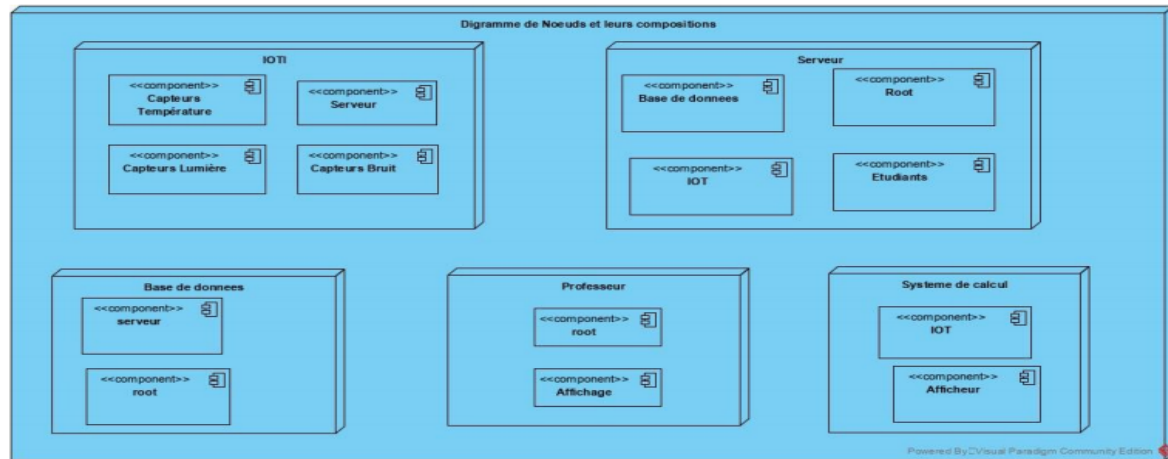 Digramme de Noeuds et leurs compositions
IOTI
<<component>>
Capteurs
Température
<<component>>
Serveur
<<component>>
Capteurs Lumière
<<component>>
Capteurs Bruit
Serveur
<<component>>
Base de donnees
<<component>>
Root
<<component>>
IOT
<<component>>
Etudiants
Base de donnees
<<component>>
serveur
<<component>>
root
Professeur
<<component>>
root
<<component>>
Affichage
Systeme de calcul
<<component>>
IOT
<<component>>
Afficheur
Powered By Visual Paradigm Community Edition